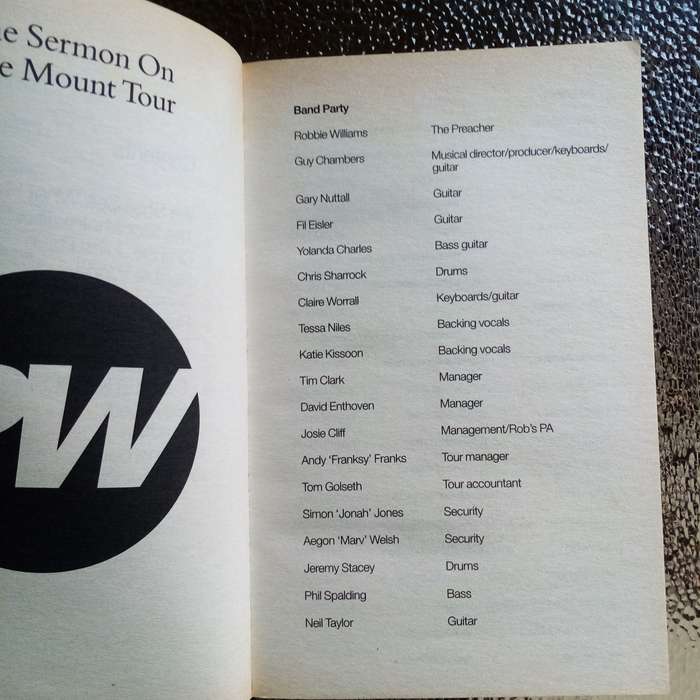 Sermon On
Mount Tour
W
Band Party
Robbie Williams The Preacher
Guy Chambers Musical director/producer/keyboards/
guitar
Gary Nuttall Guitar
Fil Eisler Guitar
Yolanda Charles Bass guitar
Chris Sharrock Drums
Claire Worrall Keyboards/guitar
Tessa Niles Backing vocals
Katie Kissoon Backing vocals
Tim Clark Manager
David Enthoven Manager
Josie Cliff Management/Rob's PA
Andy 'Franksy' Franks Tour manager
Tom Golseth Tour accountant
Simon 'Jonah' Jones Security
Aegon 'Marv' Welsh Security
Jeremy Stacey Drums
Phil Spalding Bass
Neil Taylor Guitar